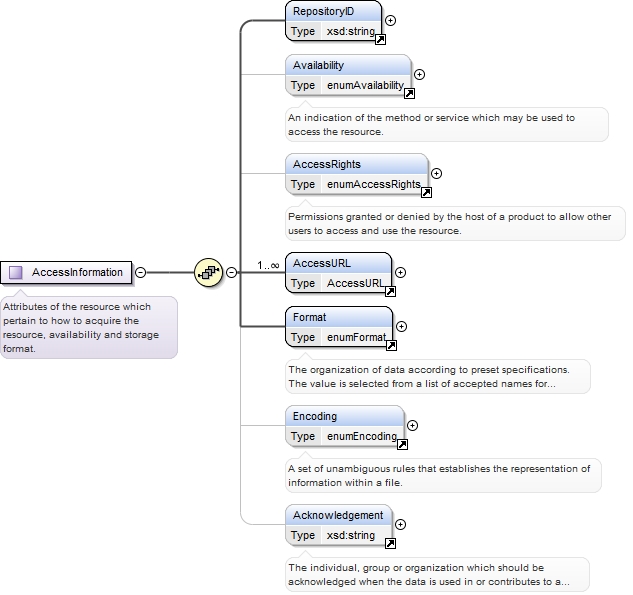 RepositoryID
Type xsd:string
Availability
Type enumAvailability
An indication of the method or service which may be used to
access the resource.
AccessRights
Type enumAccessRights
Permissions granted or denied by the host of a product to allow other
users to access and use the resource.
AccessInformation
Attributes of the resource which
pertain to how to acquire the
resource, availability and storage
format.
1..∞
AccessURL
Type AccessURL
Format
Type enumFormat
The organization of data according to preset specifications.
The value is selected from a list of accepted names for...
Encoding
Type enumEncoding
A set of unambiguous rules that establishes the representation of
information within a file.
Acknowledgement
Type xsd:string
The individual, group or organization which should be
acknowledged when the data is used in or contributes to a...